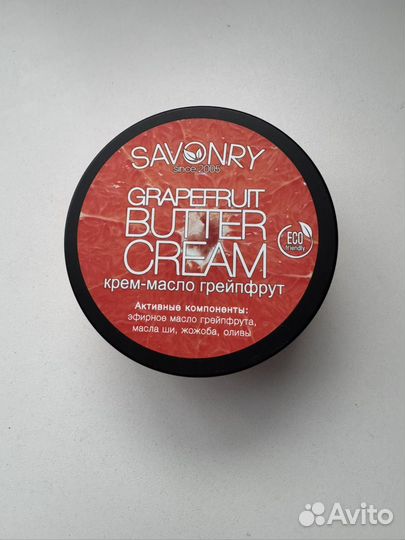 SAVONRY
since 2005
GRAPEFRUIT
BUTTER
CREAM
ECO
friendly
крем-масло грейпфрут
Активные компоненты:
эфирное масло грейпфрута,
масла ши, жожоба, оливы
Avito